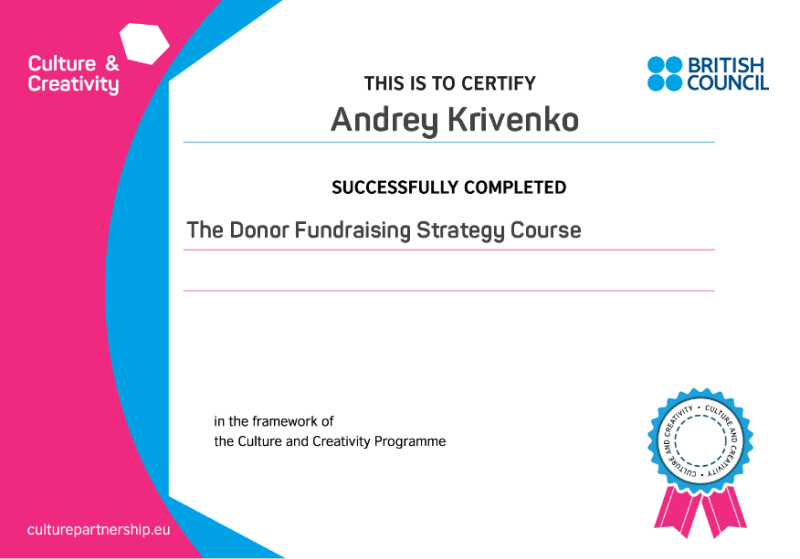 Culture &
Creativity
BRITISH
COUNCIL
THIS IS TO CERTIFY
Andrey Krivenko
SUCCESSFULLY COMPLETED
The Donor Fundraising Strategy Course
in the framework of
the Culture and Creativity Programme
CULTURE AND CREATIVITY • CULTURE AND CREATIVITY •
culturepartnership.eu